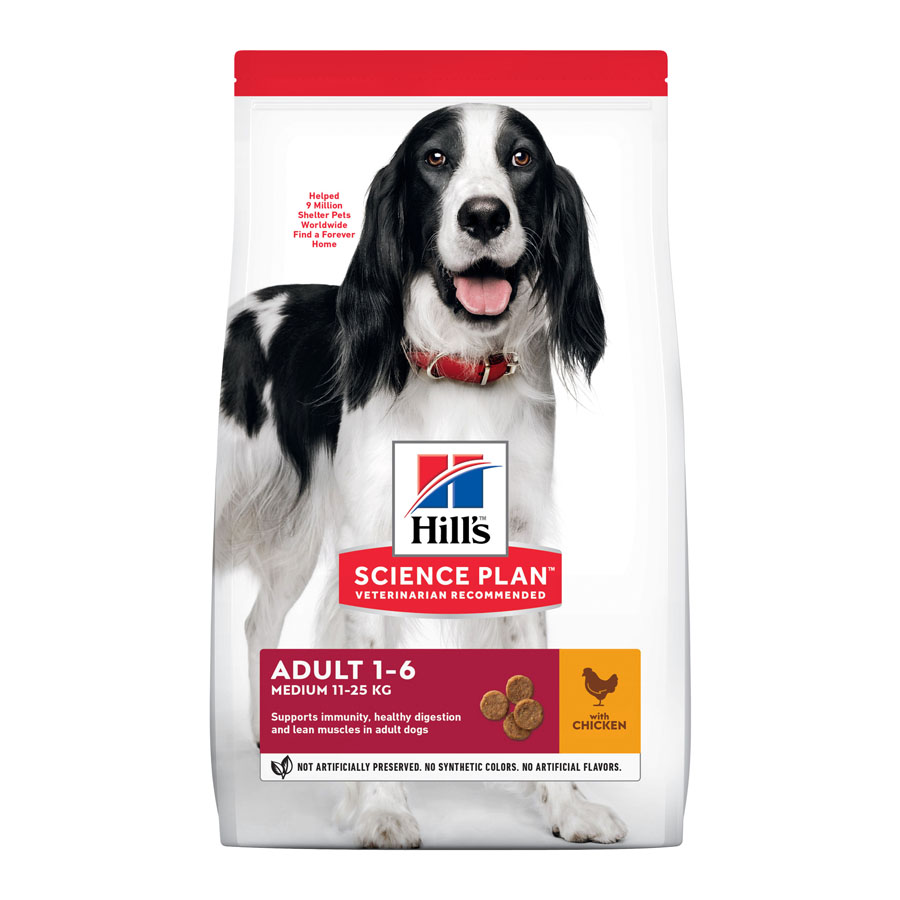 Helped
9 Million
Shelter Pets
Worldwide
Find a Forever
Home
Hill's™
SCIENCE PLAN™
VETERINARIAN RECOMMENDED
ADULT 1-6
MEDIUM 11-25 KG
Supports immunity, healthy digestion
and lean muscles in adult dogs
with
CHICKEN
NOT ARTIFICIALLY PRESERVED. NO SYNTHETIC COLORS. NO ARTIFICIAL FLAVORS.